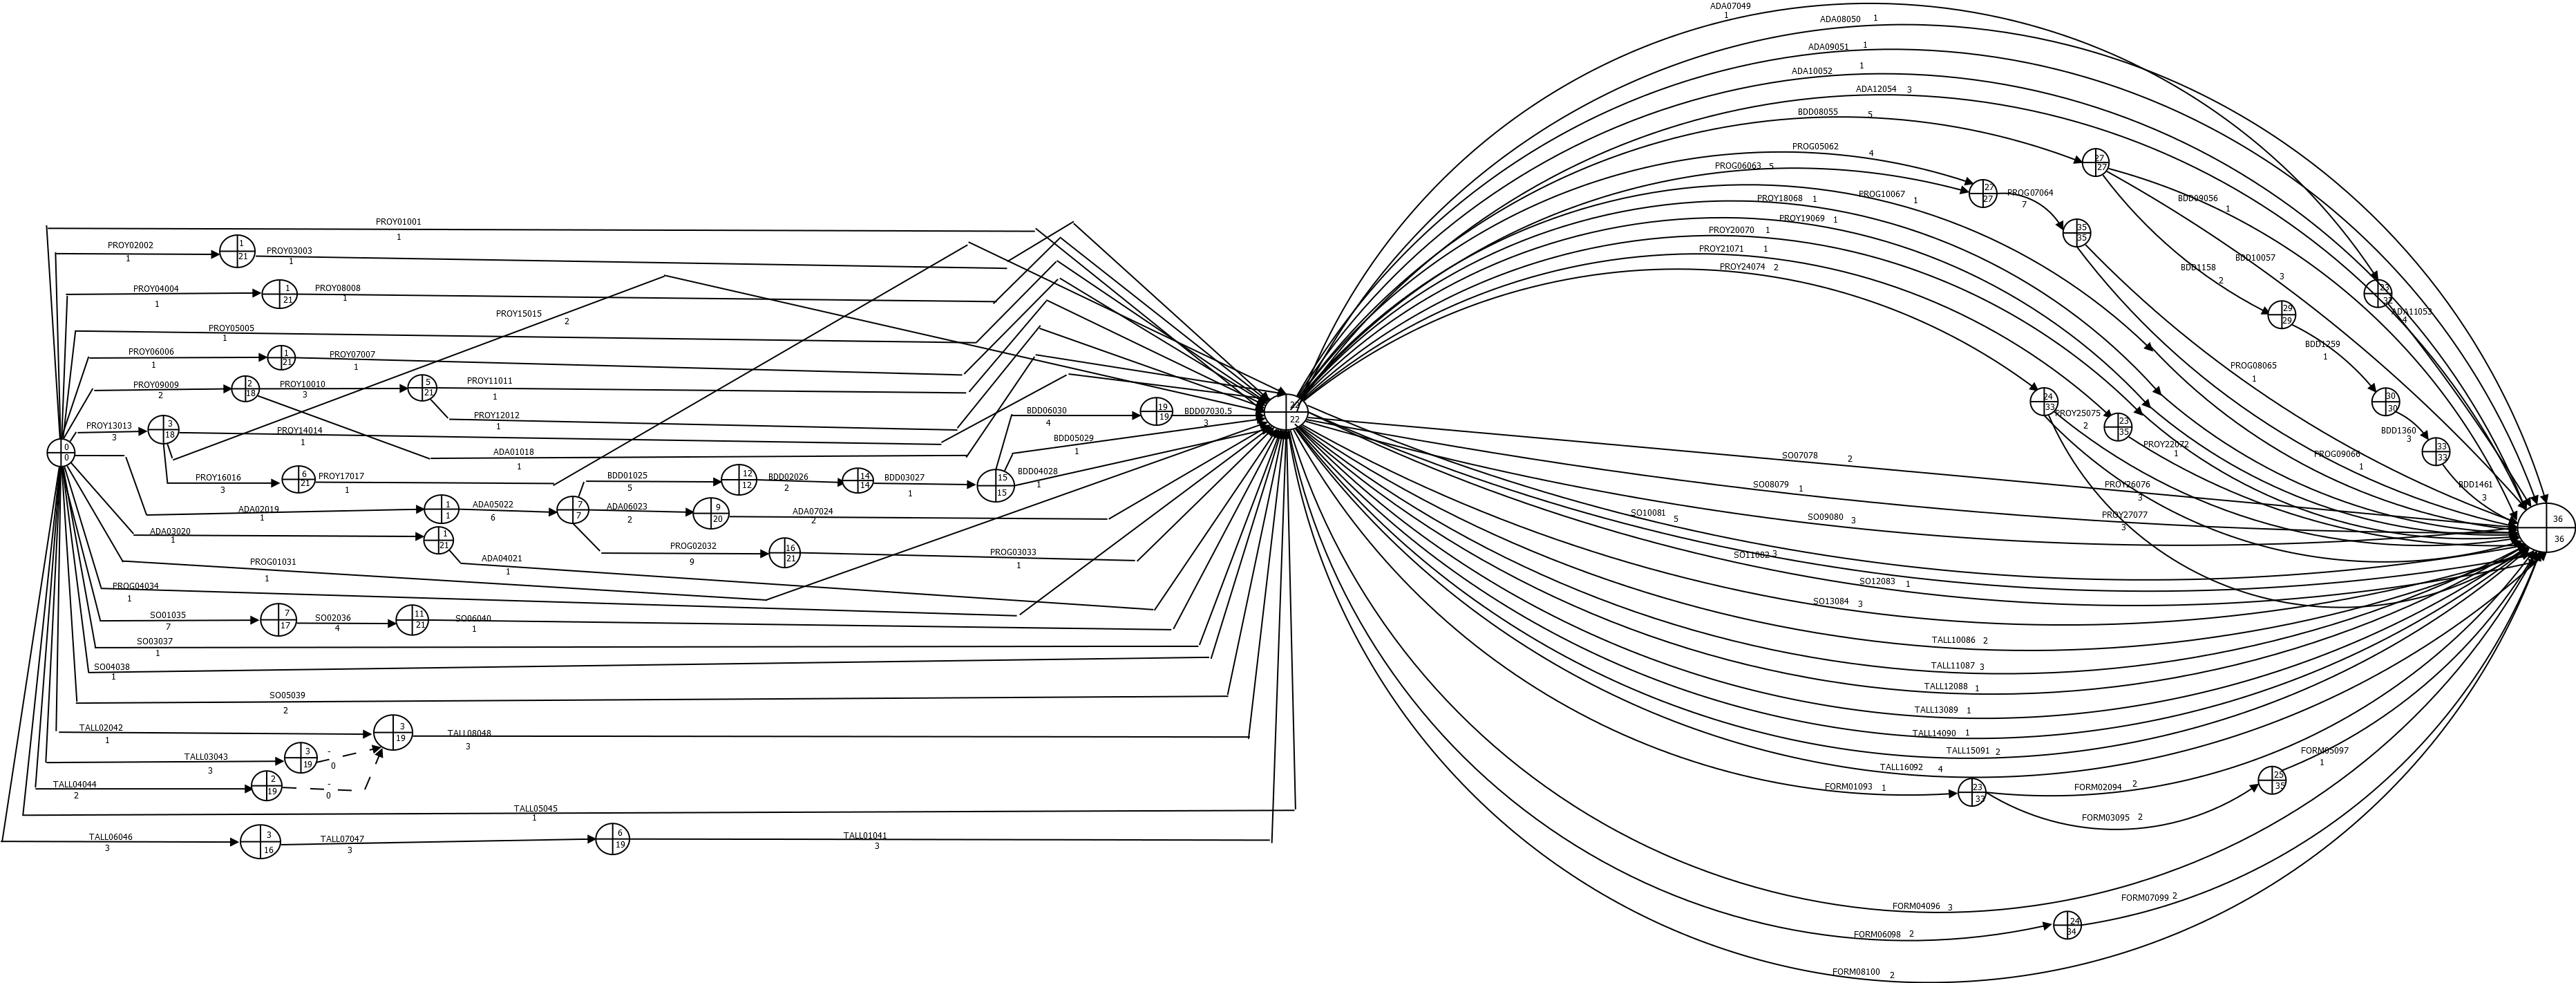 ADA07049
1
ADA08050 1
ADA09051 1
ADA10052 1
ADA12054 3
BDD08055 5
PROG05062 4
PROG06063 5
PROG10067 1
PROY18068 1
PROY19069 1
PROY20070 1
PROY21071 1
PROY24074 2
27
27
27
27
PROG07064
7
35
35
BDD09056
1
BDD10057
3
BDD1158
2
29
29
BDD1259
1
23
32
ADA11053
4
30
30
BDD1360
3
33
33
BDD1461
3
PROG08065
1
PROG09066
1
24
33
PROY25075
2
23
35
PROY22072
1
PROY26076
3
PROY27077
3
PROY01001
1
PROY02002
1
1
21
PROY03003
1
PROY04004
1
1
21
PROY08008
1
PROY15015
2
PROY05005
1
PROY06006
1
1
21
PROY07007
1
PROY09009
2
2
18
PROY10010
3
5
21
PROY11011
1
PROY12012
1
PROY13013
3
3
18
PROY14014
1
ADA01018
1
0
0
PROY16016
3
6
21
PROY17017
1
BDD01025
5
12
12
BDD02026
2
14
14
BDD03027
1
15
15
BDD06030
4
19
19
BDD07030.5
3
BDD05029
1
BDD04028
1
22
22
ADA02019
1
1
1
ADA05022
6
7
7
ADA06023
2
9
20
ADA07024
2
ADA03020
1
1
21
ADA04021
1
PROG02032
9
16
21
PROG03033
1
PROG01031
1
PROG04034
1
SO01035
7
7
17
SO02036
4
11
21
SO06040
1
SO03037
1
SO04038
1
SO05039
2
TALL02042
1
3
19
TALL08048
3
TALL03043
3
3
19
-
0
TALL04044
2
2
19
-
0
TALL05045
1
TALL06046
3
3
16
TALL07047
3
6
19
TALL01041
3
SO07078 2
SO08079 1
SO10081 5
SO09080 3
SO11082 3
SO12083 1
SO13084 3
TALL10086 2
TALL11087 3
TALL12088 1
TALL13089 1
TALL14090 1
TALL15091 2
TALL16092 4
FORM01093 1
23
33
FORM02094 2
FORM03095 2
25
35
FORM05097
1
FORM04096 3
FORM06098 2
24
34
FORM07099 2
FORM08100 2
36
36